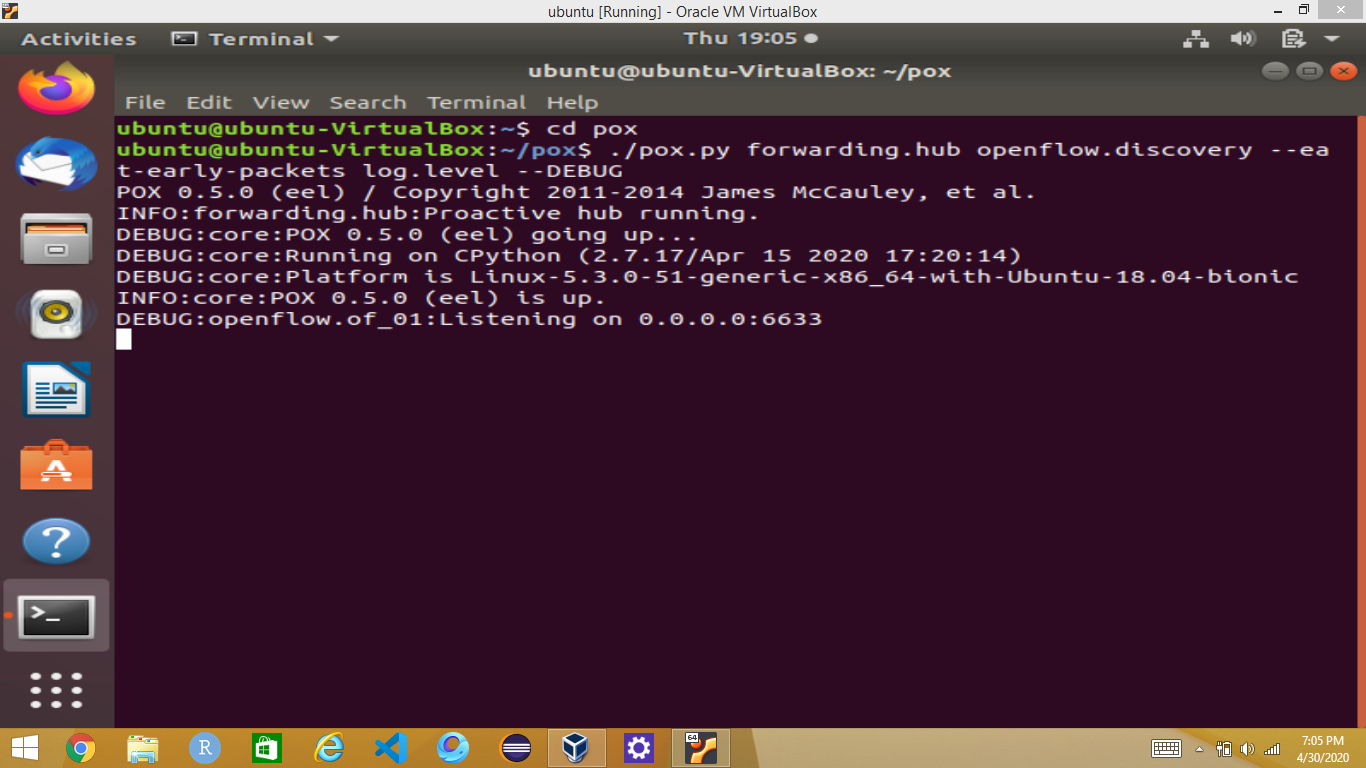 ubuntu [Running] - Oracle VM VirtualBox
Activities Terminal Thu 19:05
ubuntu@ubuntu-VirtualBox: ~/pox
File Edit View Search Terminal Help
ubuntu@ubuntu-VirtualBox:~$ cd pox
ubuntu@ubuntu-VirtualBox:~/pox$ ./pox.py forwarding.hub openflow.discovery --ea
t-early-packets log.level --DEBUG
POX 0.5.0 (eel) / Copyright 2011-2014 James McCauley, et al.
INFO:forwarding.hub:Proactive hub running.
DEBUG:core:POX 0.5.0 (eel) going up...
DEBUG:core:Running on CPython (2.7.17/Apr 15 2020 17:20:14)
DEBUG:core:Platform is Linux-5.3.0-51-generic-x86_64-with-Ubuntu-18.04-bionic
INFO:core:POX 0.5.0 (eel) is up.
DEBUG:openflow.of_01:Listening on 0.0.0.0:6633
R
64
7:05 PM
4/30/2020